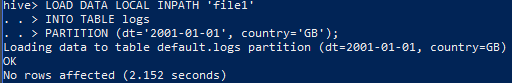 hive> LOAD DATA LOCAL INPATH 'file1'
. . > INTO TABLE logs
. . > PARTITION (dt='2001-01-01', country='GB');
Loading data to table default.logs partition (dt=2001-01-01, country=GB)
OK
No rows affected (2.152 seconds)